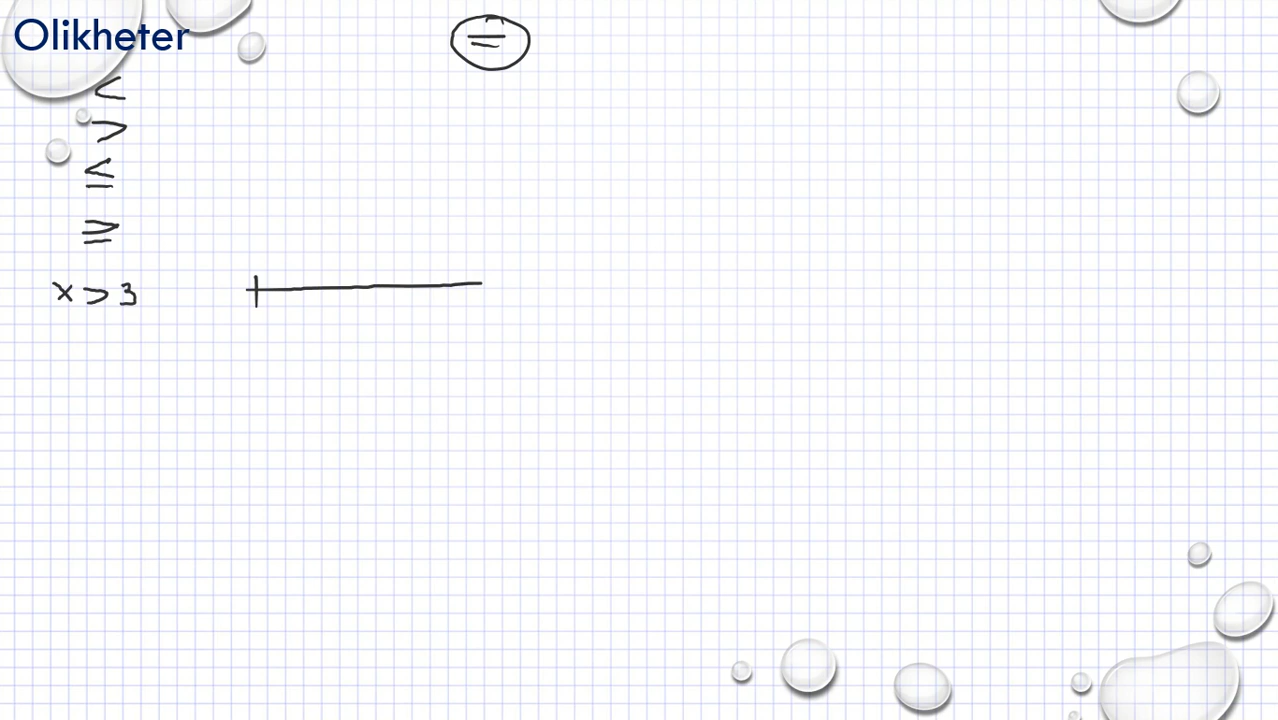 Olikheter
=
<
>
≤
≥
x > 3